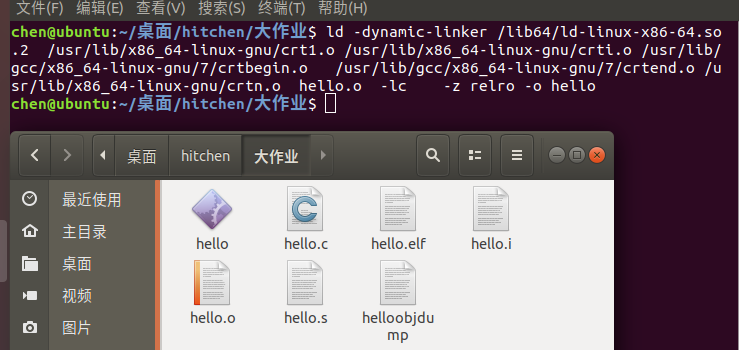 文件(F) 编辑(E) 查看(V) 搜索(S) 终端(T) 帮助(H)
chen@ubuntu:~/桌面/hitchen/大作业$ ld -dynamic-linker /lib64/ld-linux-x86-64.so
.2  /usr/lib/x86_64-linux-gnu/crt1.o /usr/lib/x86_64-linux-gnu/crti.o /usr/lib/
gcc/x86_64-linux-gnu/7/crtbegin.o   /usr/lib/gcc/x86_64-linux-gnu/7/crtend.o /u
sr/lib/x86_64-linux-gnu/crtn.o  hello.o  -lc    -z relro -o hello
chen@ubuntu:~/桌面/hitchen/大作业$
桌面 hitchen 大作业
最近使用
主目录
桌面
视频
图片
hello hello.c hello.elf hello.i
hello.o hello.s helloobjdu
mp